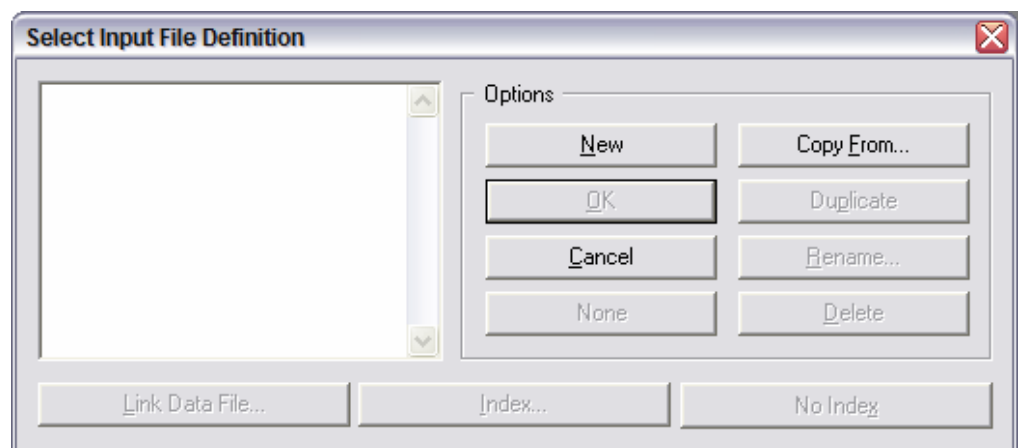 Select Input File Definition
Options
New
Copy From...
OK
Duplicate
Cancel
Rename...
None
Delete
Link Data File...
Index...
No Index